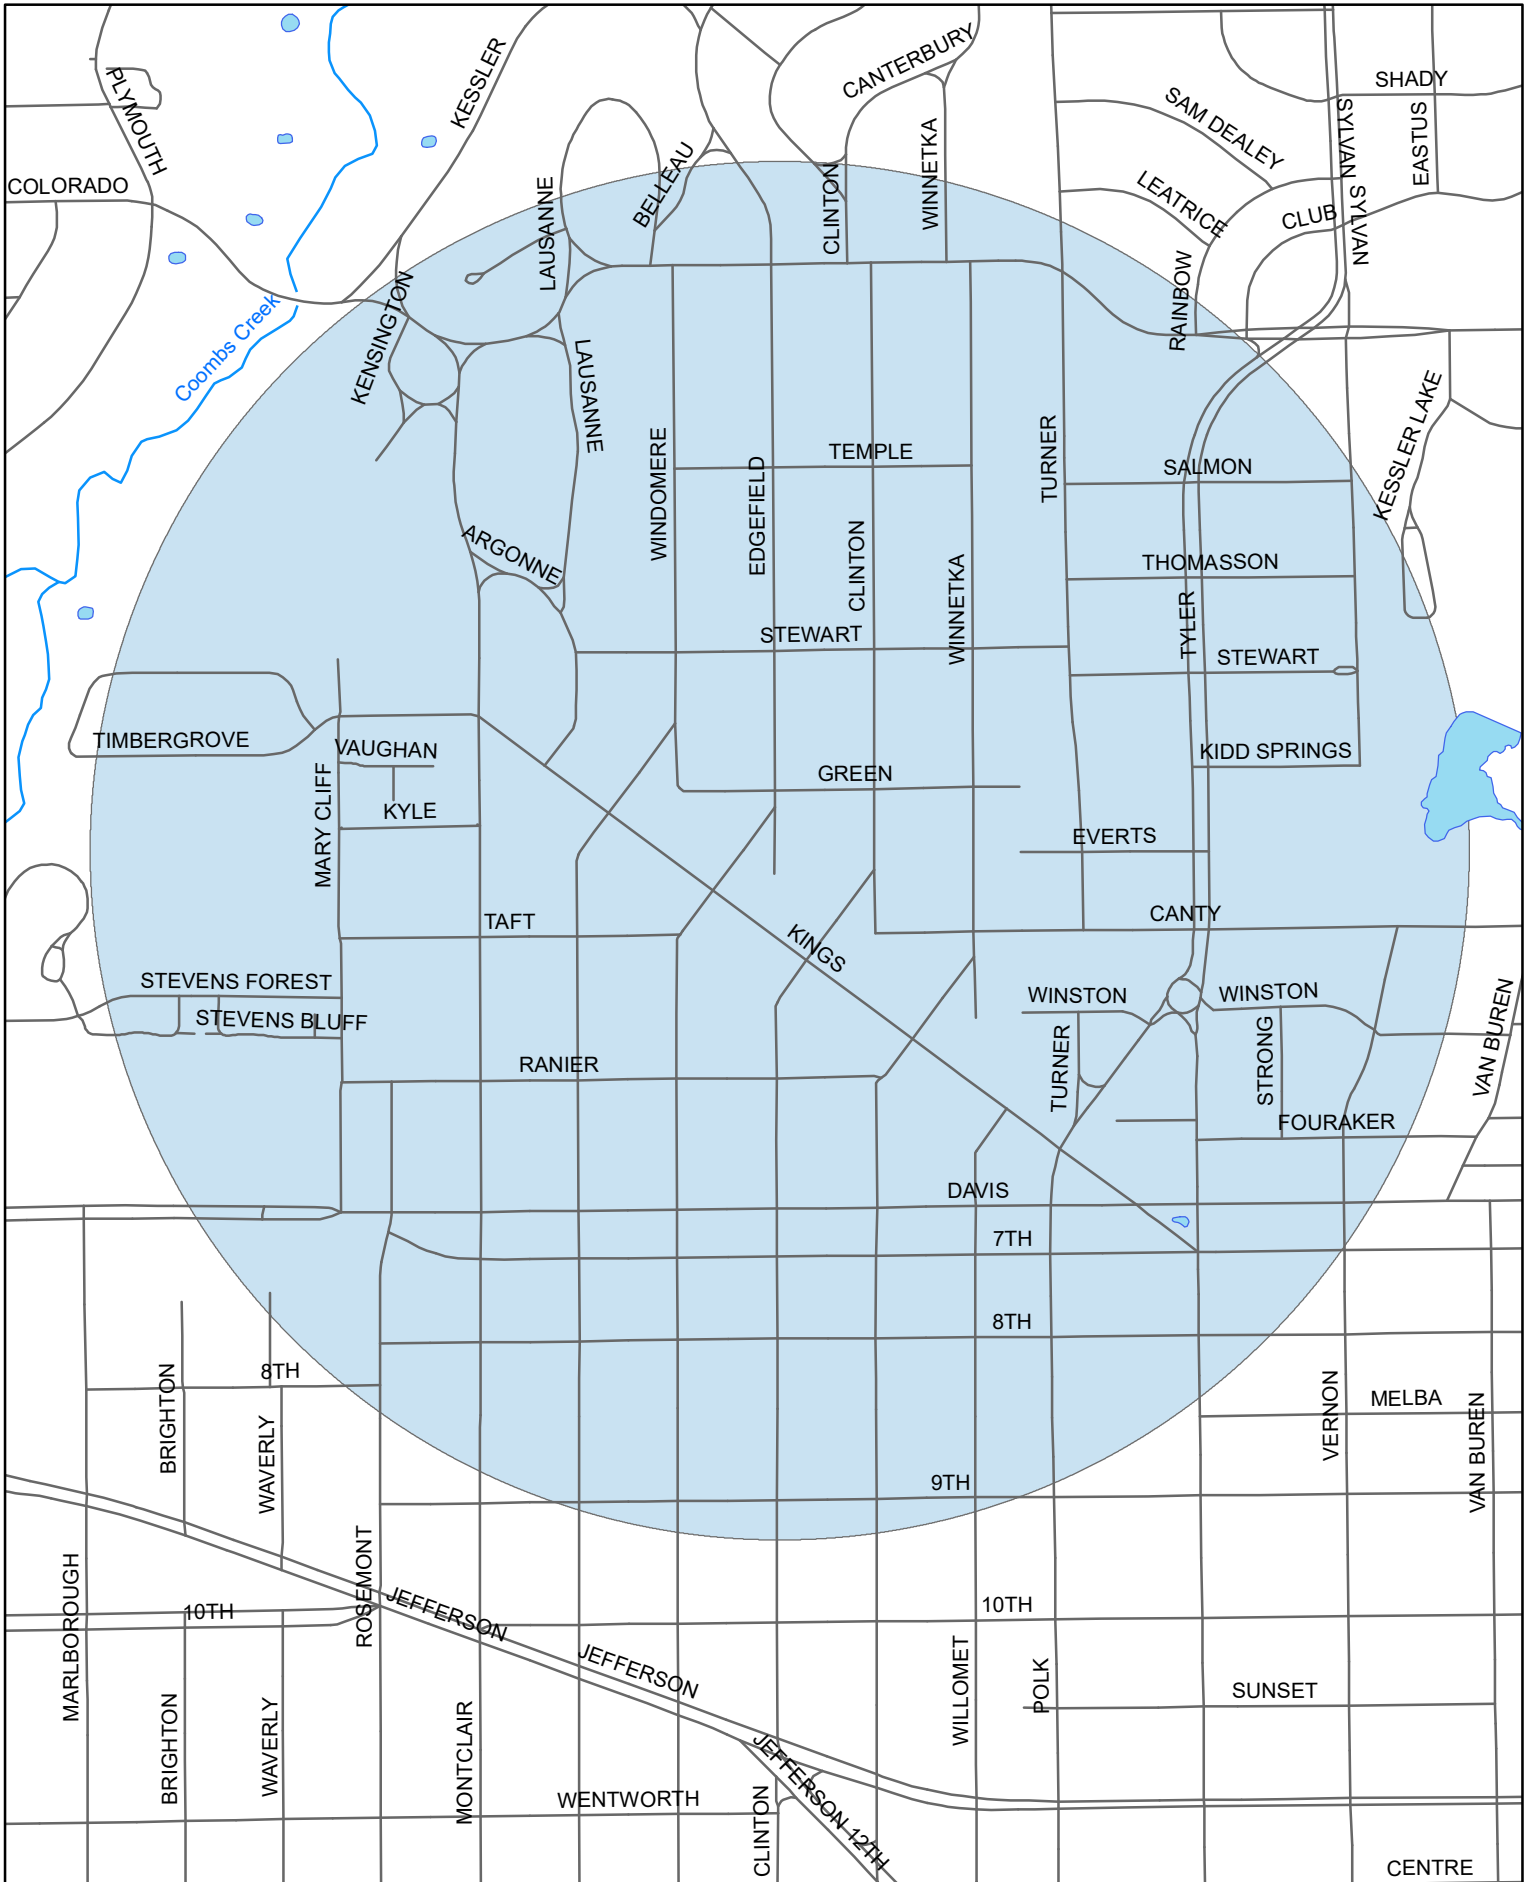 CANTERBURY
KESSLER
PLYMOUTH
SHADY
SAM DEALEY
SYLVAN
EASTUS
WINNETKA
BELLEAU
COLORADO
LAUSANNE
CLINTON
LEATRICE
CLUB
SYLVAN
RAINBOW
KENSINGTON
Coombs Creek
LAUSANNE
KESSLER LAKE
WINDOMERE
EDGEFIELD
TEMPLE
TURNER
SALMON
ARGONNE
CLINTON
WINNETKA
THOMASSON
TYLER
STEWART
STEWART
TIMBERGROVE
VAUGHAN
KIDD SPRINGS
GREEN
MARY CLIFF
KYLE
EVERTS
TAFT
CANTY
KINGS
STEVENS FOREST
WINSTON
WINSTON
STEVENS BLUFF
VAN BUREN
RANIER
TURNER
STRONG
FOURAKER
DAVIS
7TH
8TH
8TH
BRIGHTON
WAVERLY
VERNON
MELBA
VAN BUREN
9TH
ROSEMONT
MARLBOROUGH
10TH
JEFFERSON
10TH
JEFFERSON
WILLOMET
POLK
SUNSET
BRIGHTON
WAVERLY
MONTCLAIR
WENTWORTH
CLINTON
JEFFERSON 12TH
CENTRE